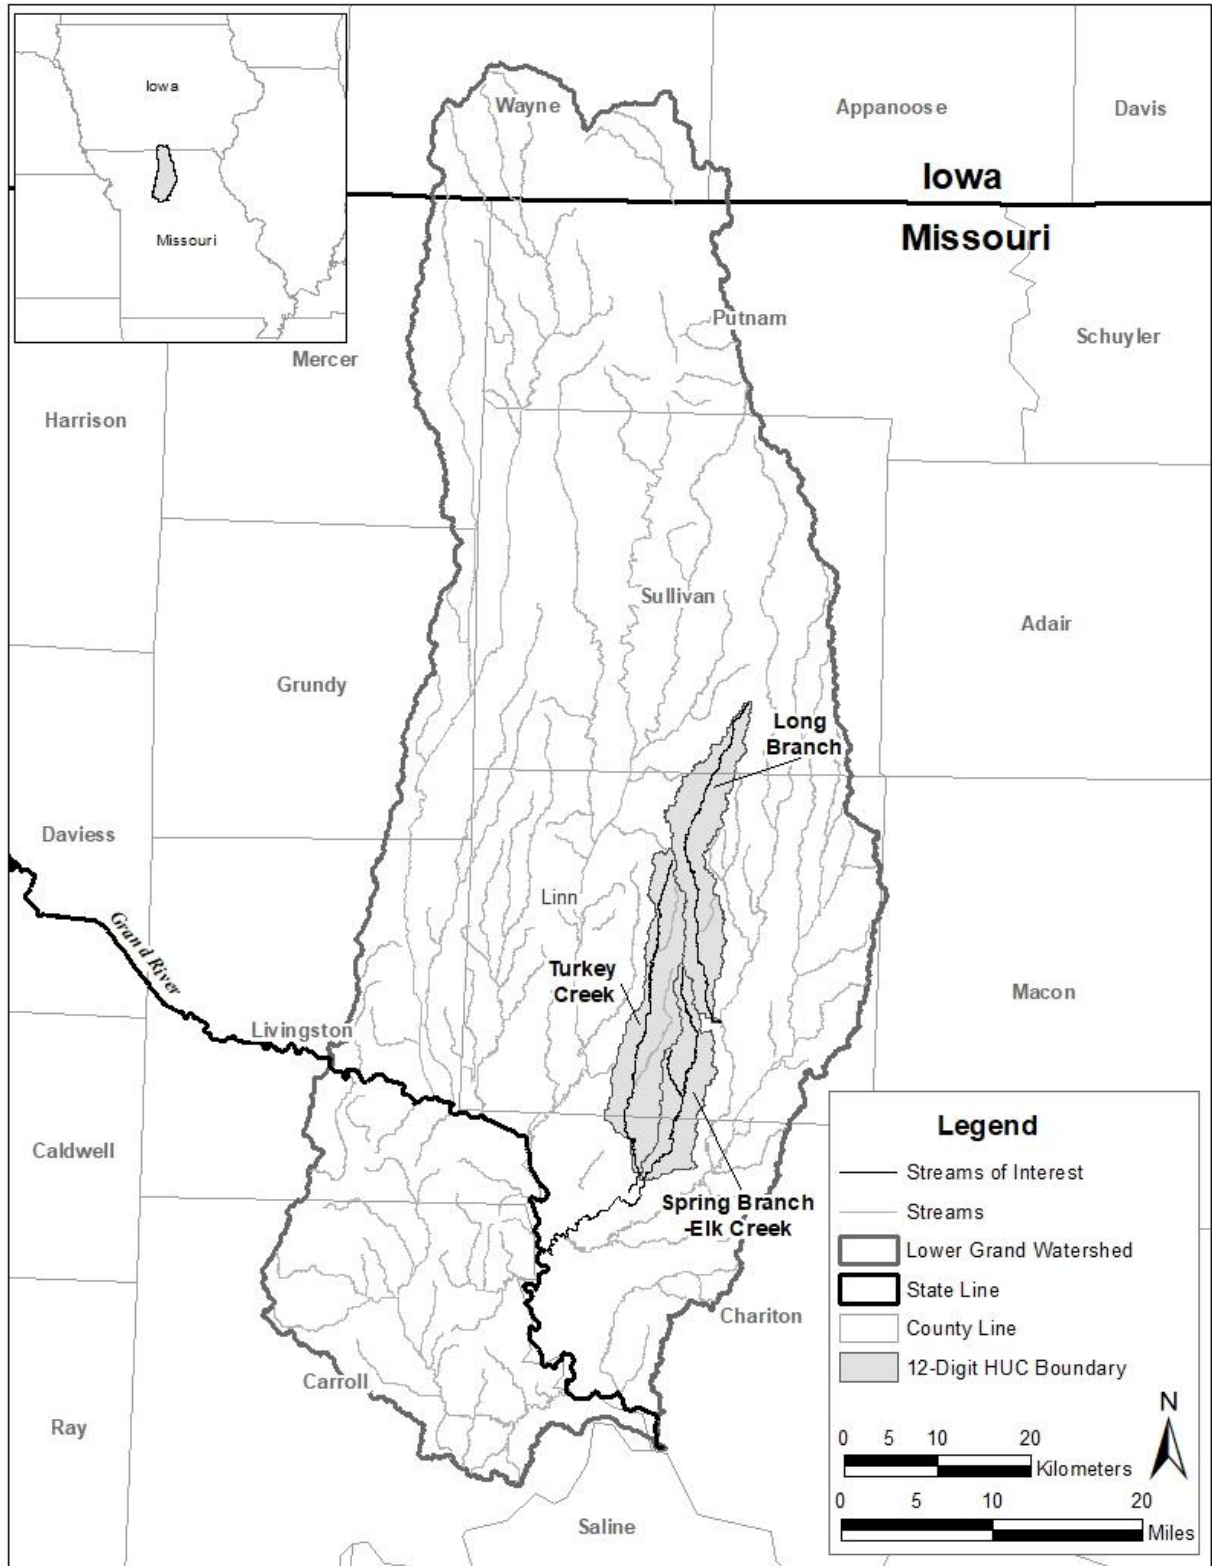 Iowa
Missouri
Wayne
Appanoose
Davis
Iowa
Missouri
Putnam
Schuyler
Mercer
Harrison
Sullivan
Adair
Grundy
Long
Branch
Daviess
Linn
Grand River
Turkey
Creek
Macon
Livingston
Caldwell
Spring Branch
-Elk Creek
Chariton
Carroll
Ray
Saline
Legend
Streams of Interest
Streams
Lower Grand Watershed
State Line
County Line
12-Digit HUC Boundary
N
0 5 10 20
Kilometers
0 5 10 20
Miles